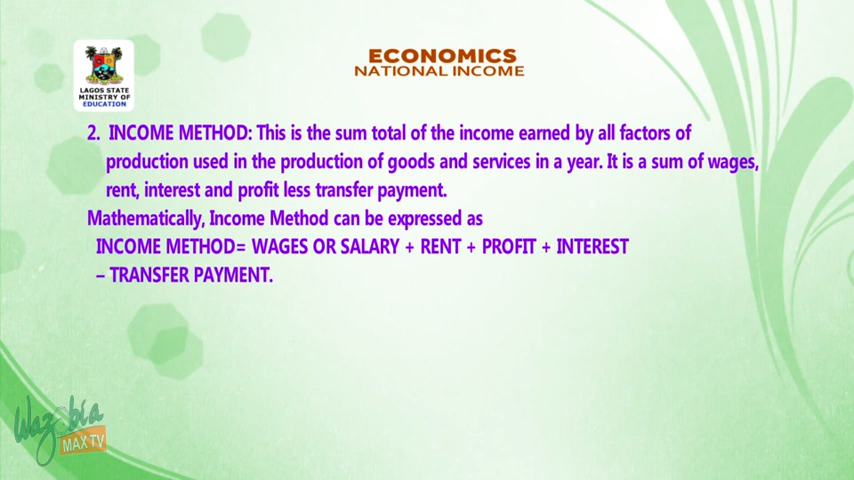 ECONOMICS
NATIONAL INCOME
LAGOS STATE
MINISTRY OF
EDUCATION
2. INCOME METHOD: This is the sum total of the income earned by all factors of
production used in the production of goods and services in a year. It is a sum of wages,
rent, interest and profit less transfer payment.
Mathematically, Income Method can be expressed as
INCOME METHOD= WAGES OR SALARY + RENT + PROFIT + INTEREST
– TRANSFER PAYMENT.
Wazobia
MAX TV